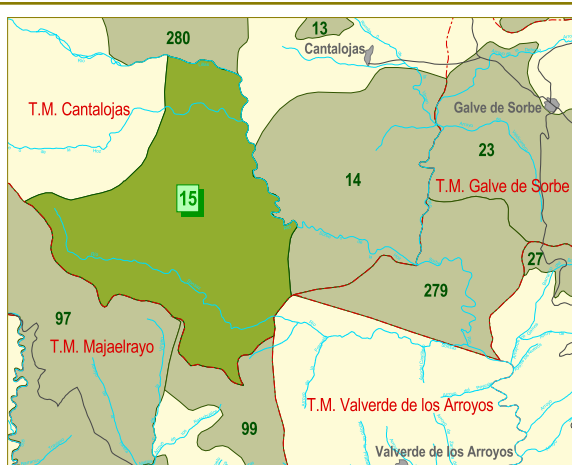 280
13
Cantalojas
T.M. Cantalojas
Galve de Sorbe
23
14
T.M. Galve de Sorbe
15
27
279
97
T.M. Majaelrayo
T.M. Valverde de los Arroyos
99
Valverde de los Arroyos